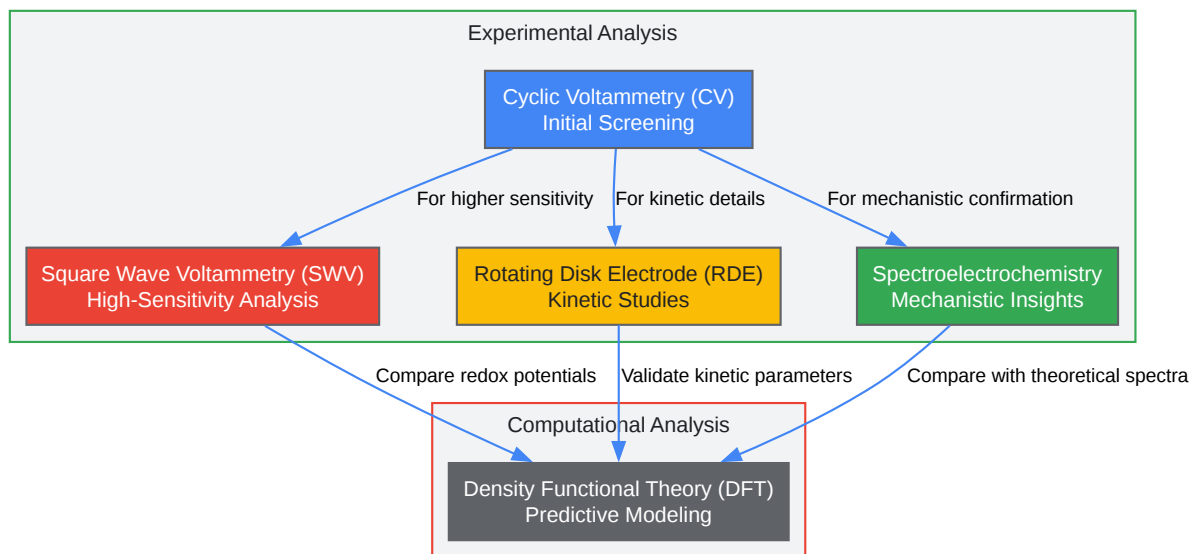 Experimental Analysis
Cyclic Voltammetry (CV)
Initial Screening
For higher sensitivity
For kinetic details
For mechanistic confirmation
Square Wave Voltammetry (SWV)
High-Sensitivity Analysis
Rotating Disk Electrode (RDE)
Kinetic Studies
Spectroelectrochemistry
Mechanistic Insights
Compare redox potentials
Validate kinetic parameters
Compare with theoretical spectra
Computational Analysis
Density Functional Theory (DFT)
Predictive Modeling